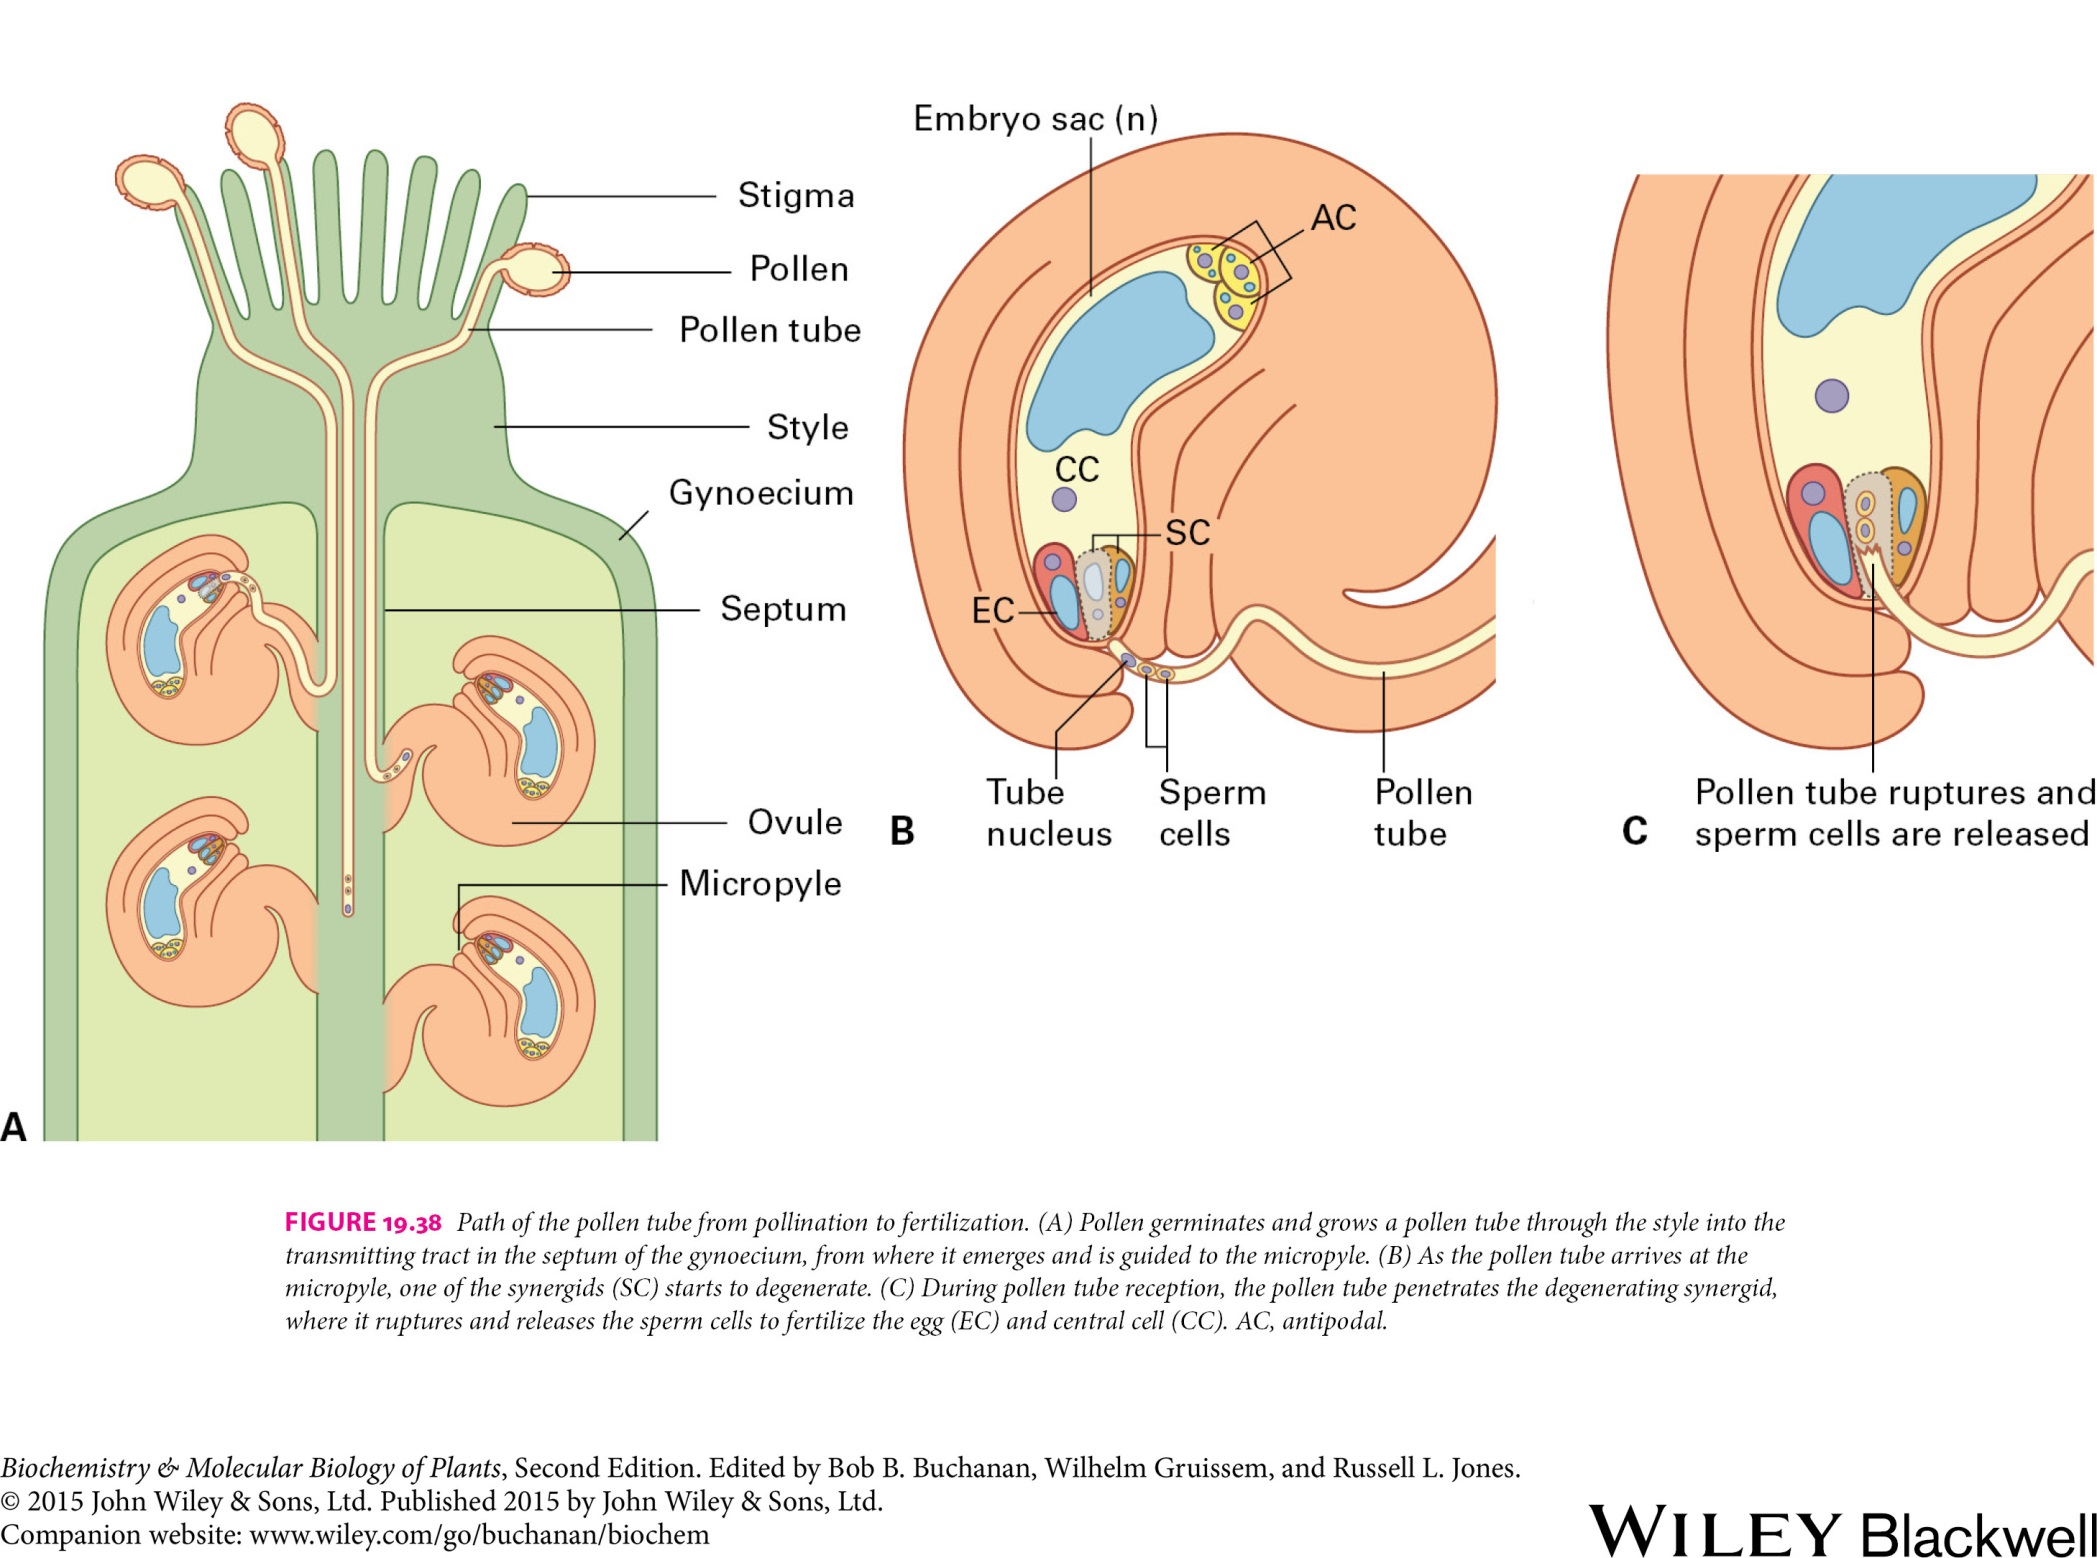 Stigma
Pollen
Pollen tube
Style
Gynoecium
Septum
Ovule
Micropyle
A
Embryo sac (n)
AC
CC
SC
EC
Tube
nucleus
Sperm
cells
Pollen
tube
B
C
Pollen tube ruptures and
sperm cells are released
FIGURE 19.38 Path of the pollen tube from pollination to fertilization. (A) Pollen germinates and grows a pollen tube through the style into the
transmitting tract in the septum of the gynoecium, from where it emerges and is guided to the micropyle. (B) As the pollen tube arrives at the
micropyle, one of the synergids (SC) starts to degenerate. (C) During pollen tube reception, the pollen tube penetrates the degenerating synergid,
where it ruptures and releases the sperm cells to fertilize the egg (EC) and central cell (CC). AC, antipodal.
Biochemistry & Molecular Biology of Plants, Second Edition. Edited by Bob B. Buchanan, Wilhelm Gruissem, and Russell L. Jones.
© 2015 John Wiley & Sons, Ltd. Published 2015 by John Wiley & Sons, Ltd.
Companion website: www.wiley.com/go/buchanan/biochem
WILEY Blackwell